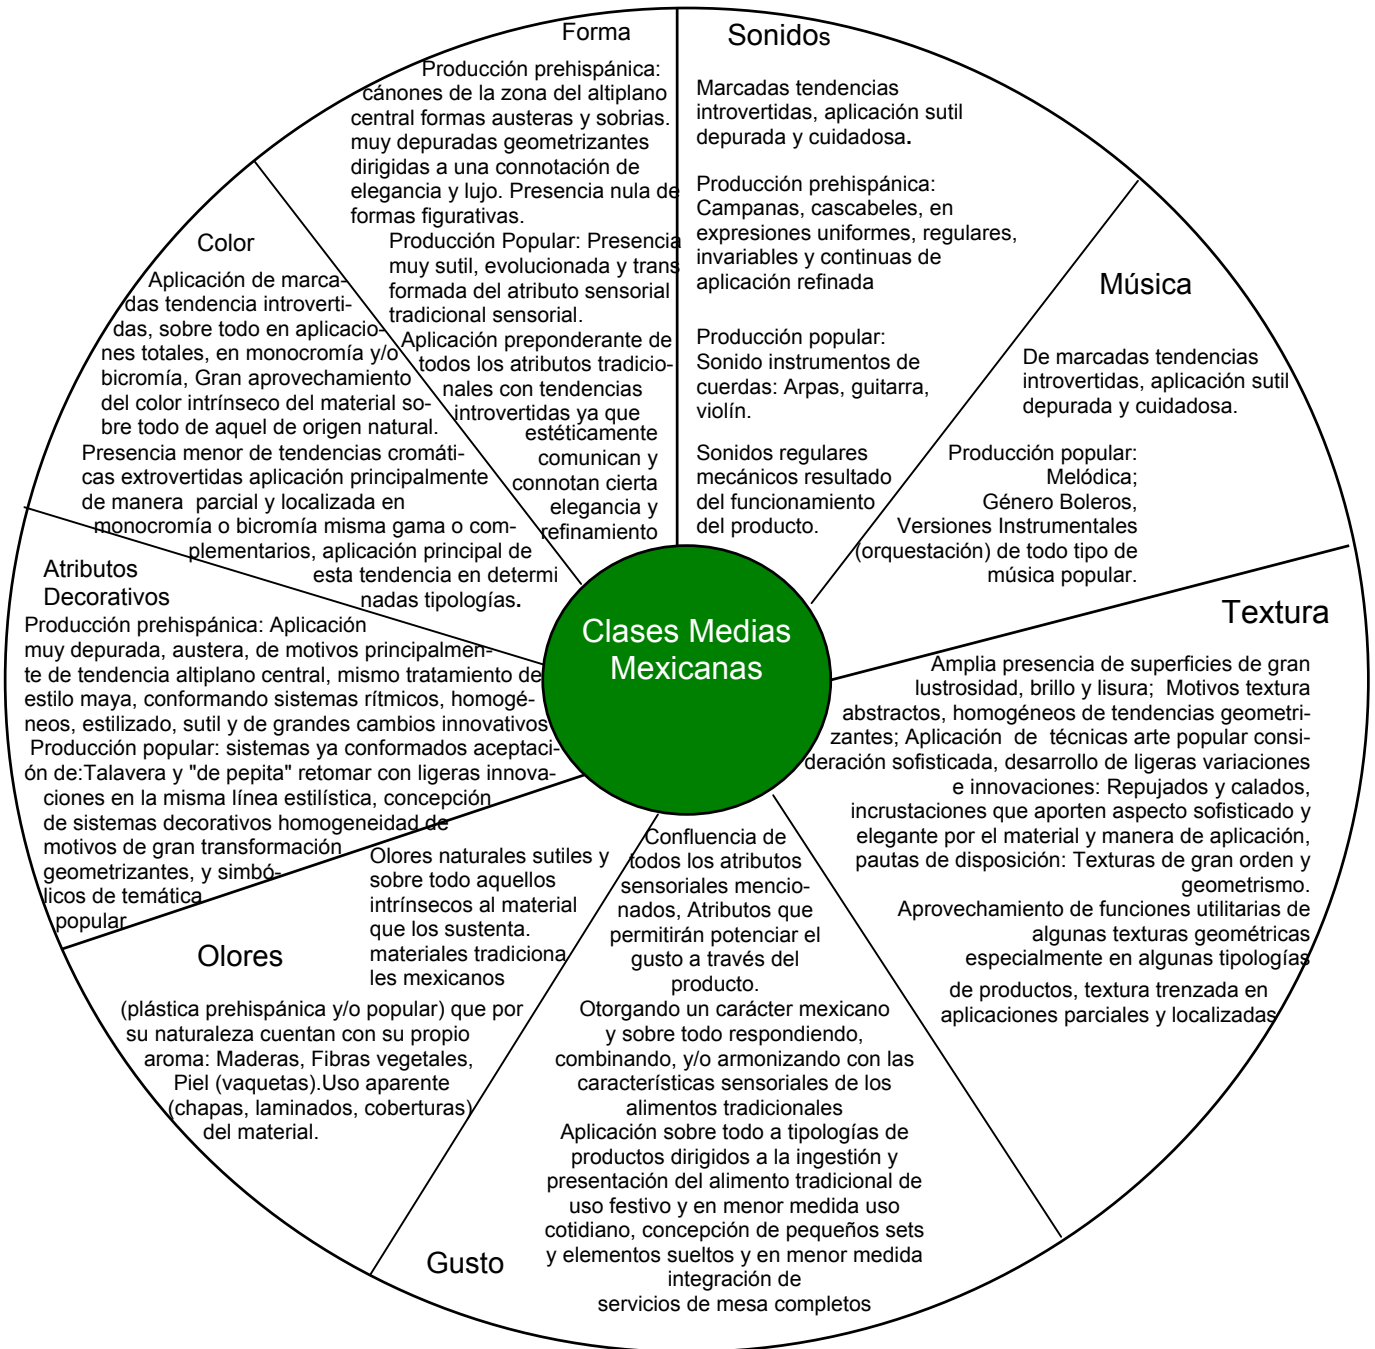 Forma
Producción prehispánica:
cánones de la zona del altiplano
central formas austeras y sobrias.
muy depuradas geometrizantes
dirigidas a una connotación de
elegancia y lujo. Presencia nula de
formas figurativas.
Producción Popular: Presencia
muy sutil, evolucionada y trans
formada del atributo sensorial
tradicional sensorial.
Aplicación preponderante de
todos los atributos tradicio-
nales con tendencias
introvertidas ya que
estéticamente
comunican y
connotan cierta
elegancia y
refinamiento
Sonidos
Marcadas tendencias
introvertidas, aplicación sutil
depurada y cuidadosa.
Producción prehispánica:
Campanas, cascabeles, en
expresiones uniformes, regulares,
invariables y continuas de
aplicación refinada
Producción popular:
Sonido instrumentos de
cuerdas: Arpas, guitarra,
violín.
Sonidos regulares
mecánicos resultado
del funcionamiento
del producto.
Música
De marcadas tendencias
introvertidas, aplicación sutil
depurada y cuidadosa.
Producción popular:
Melódica;
Género Boleros,
Versiones Instrumentales
(orquestación) de todo tipo de
música popular.
Textura
Amplia presencia de superficies de gran
lustrosidad, brillo y lisura; Motivos textura
abstractos, homogéneos de tendencias geometri-
zantes; Aplicación de técnicas arte popular consi-
deración sofisticada, desarrollo de ligeras variaciones
e innovaciones: Repujados y calados,
incrustaciones que aporten aspecto sofisticado y
elegante por el material y manera de aplicación,
pautas de disposición: Texturas de gran orden y
geometrismo.
Aprovechamiento de funciones utilitarias de
algunas texturas geométricas
especialmente en algunas tipologías
de productos, textura trenzada en
aplicaciones parciales y localizadas
Confluencia de
todos los atributos
sensoriales mencio-
nados, Atributos que
permitirán potenciar el
gusto a través del
producto.
Otorgando un carácter mexicano
y sobre todo respondiendo,
combinando, y/o armonizando con las
características sensoriales de los
alimentos tradicionales
Aplicación sobre todo a tipologías de
productos dirigidos a la ingestión y
presentación del alimento tradicional de
uso festivo y en menor medida uso
cotidiano, concepción de pequeños sets
y elementos sueltos y en menor medida
integración de
servicios de mesa completos
Gusto
Olores naturales sutiles y
sobre todo aquellos
intrínsecos al material
que los sustenta.
materiales tradiciona
les mexicanos
Olores
(plástica prehispánica y/o popular) que por
su naturaleza cuentan con su propio
aroma: Maderas, Fibras vegetales,
Piel (vaquetas).Uso aparente
(chapas, laminados, coberturas)
del material.
Atributos
Decorativos
Producción prehispánica: Aplicación
muy depurada, austera, de motivos principalmen-
te de tendencia altiplano central, mismo tratamiento de
estilo maya, conformando sistemas rítmicos, homogé-
neos, estilizado, sutil y de grandes cambios innovativos
Producción popular: sistemas ya conformados aceptaci-
ón de:Talavera y "de pepita" retomar con ligeras innova-
ciones en la misma línea estilística, concepción
de sistemas decorativos homogeneidad de
motivos de gran transformación
geometrizantes, y simbó-
licos de temática
popular
Color
Aplicación de marca-
das tendencia introverti-
das, sobre todo en aplicacio-
nes totales, en monocromía y/o
bicromía, Gran aprovechamiento
del color intrínseco del material so-
bre todo de aquel de origen natural.
Presencia menor de tendencias cromáti-
cas extrovertidas aplicación principalmente
de manera parcial y localizada en
monocromía o bicromía misma gama o com-
plementarios, aplicación principal de
esta tendencia en determi
nadas tipologías.
Clases Medias
Mexicanas